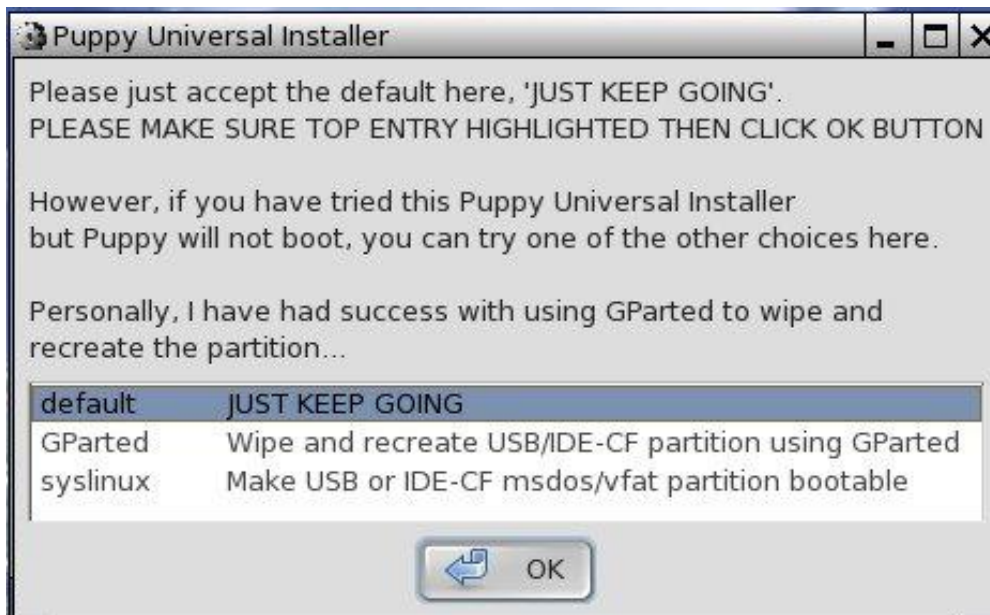 Puppy Universal Installer
Please just accept the default here, 'JUST KEEP GOING'.
PLEASE MAKE SURE TOP ENTRY HIGHLIGHTED THEN CLICK OK BUTTON
However, if you have tried this Puppy Universal Installer
but Puppy will not boot, you can try one of the other choices here.
Personally, I have had success with using GParted to wipe and
recreate the partition...
default JUST KEEP GOING
GParted Wipe and recreate USB/IDE-CF partition using GParted
syslinux Make USB or IDE-CF msdos/vfat partition bootable
OK